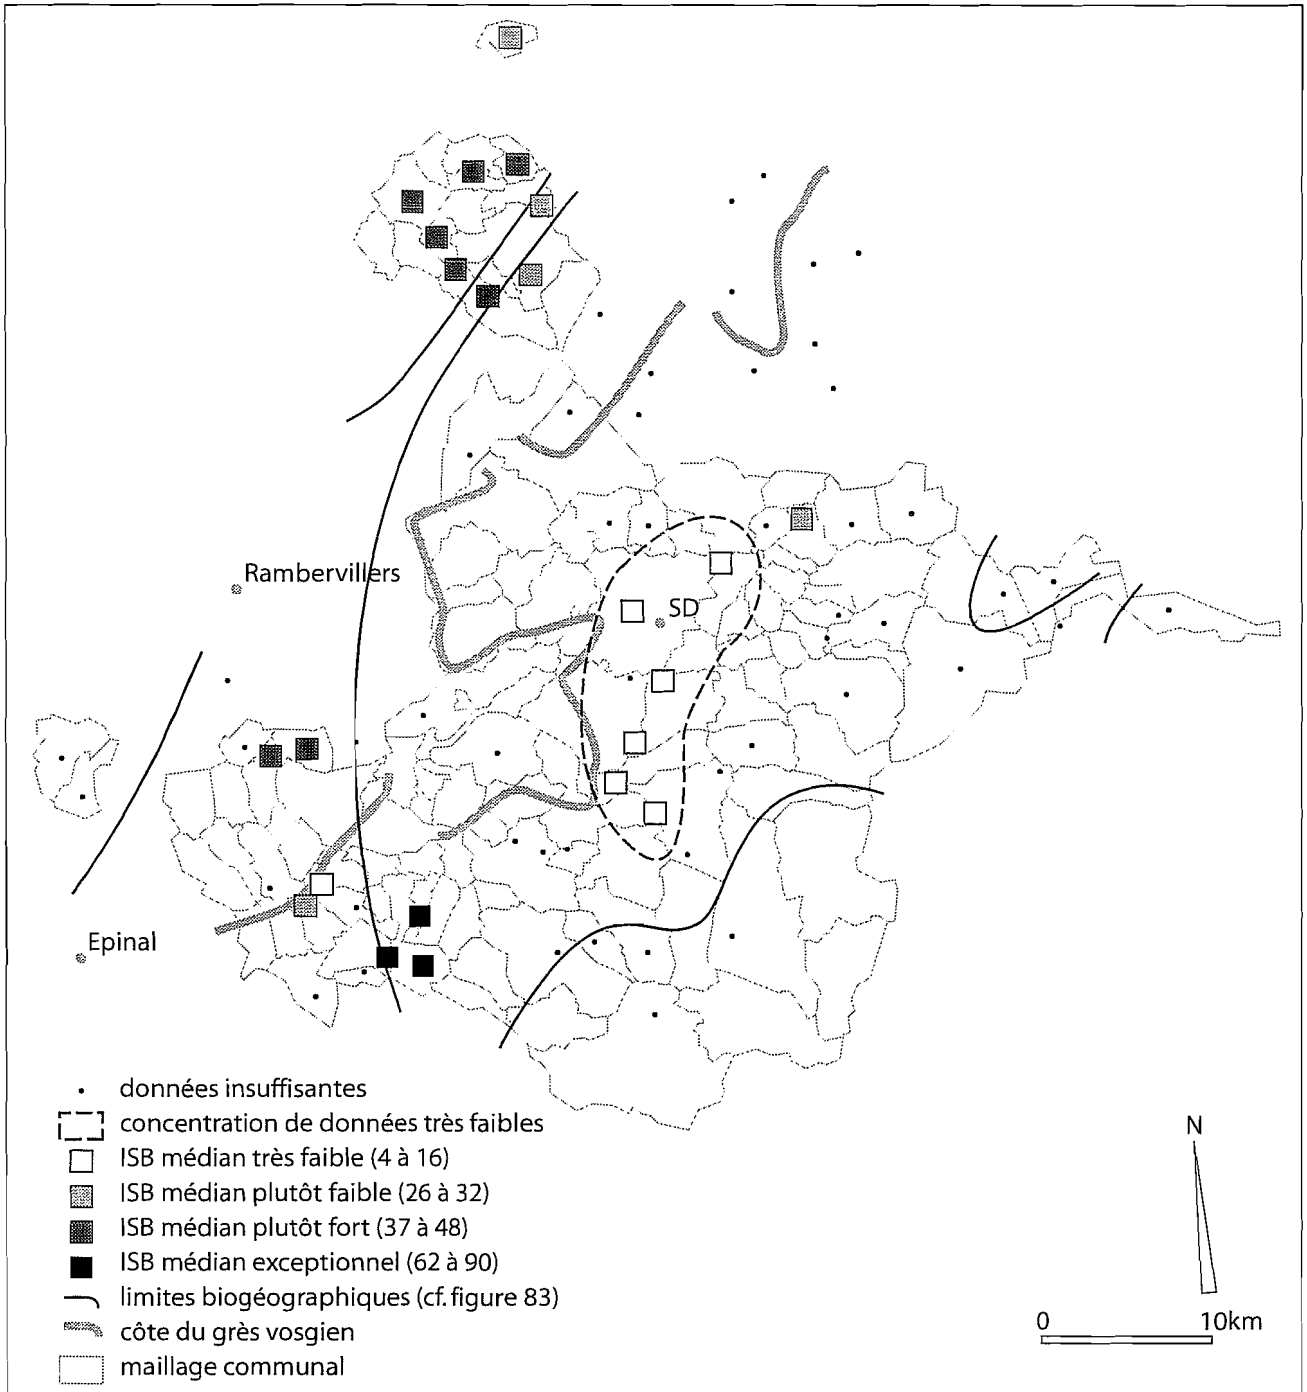 Rambervillers
SD
Epinal
données insuffisantes
concentration de données très faibles
ISB médian très faible (4 à 16)
ISB médian plutôt faible (26 à 32)
ISB médian plutôt fort (37 à 48)
ISB médian exceptionnel (62 à 90)
limites biogéographiques (cf. figure 83)
côte du grès vosgien
maillage communal
N
0 10km